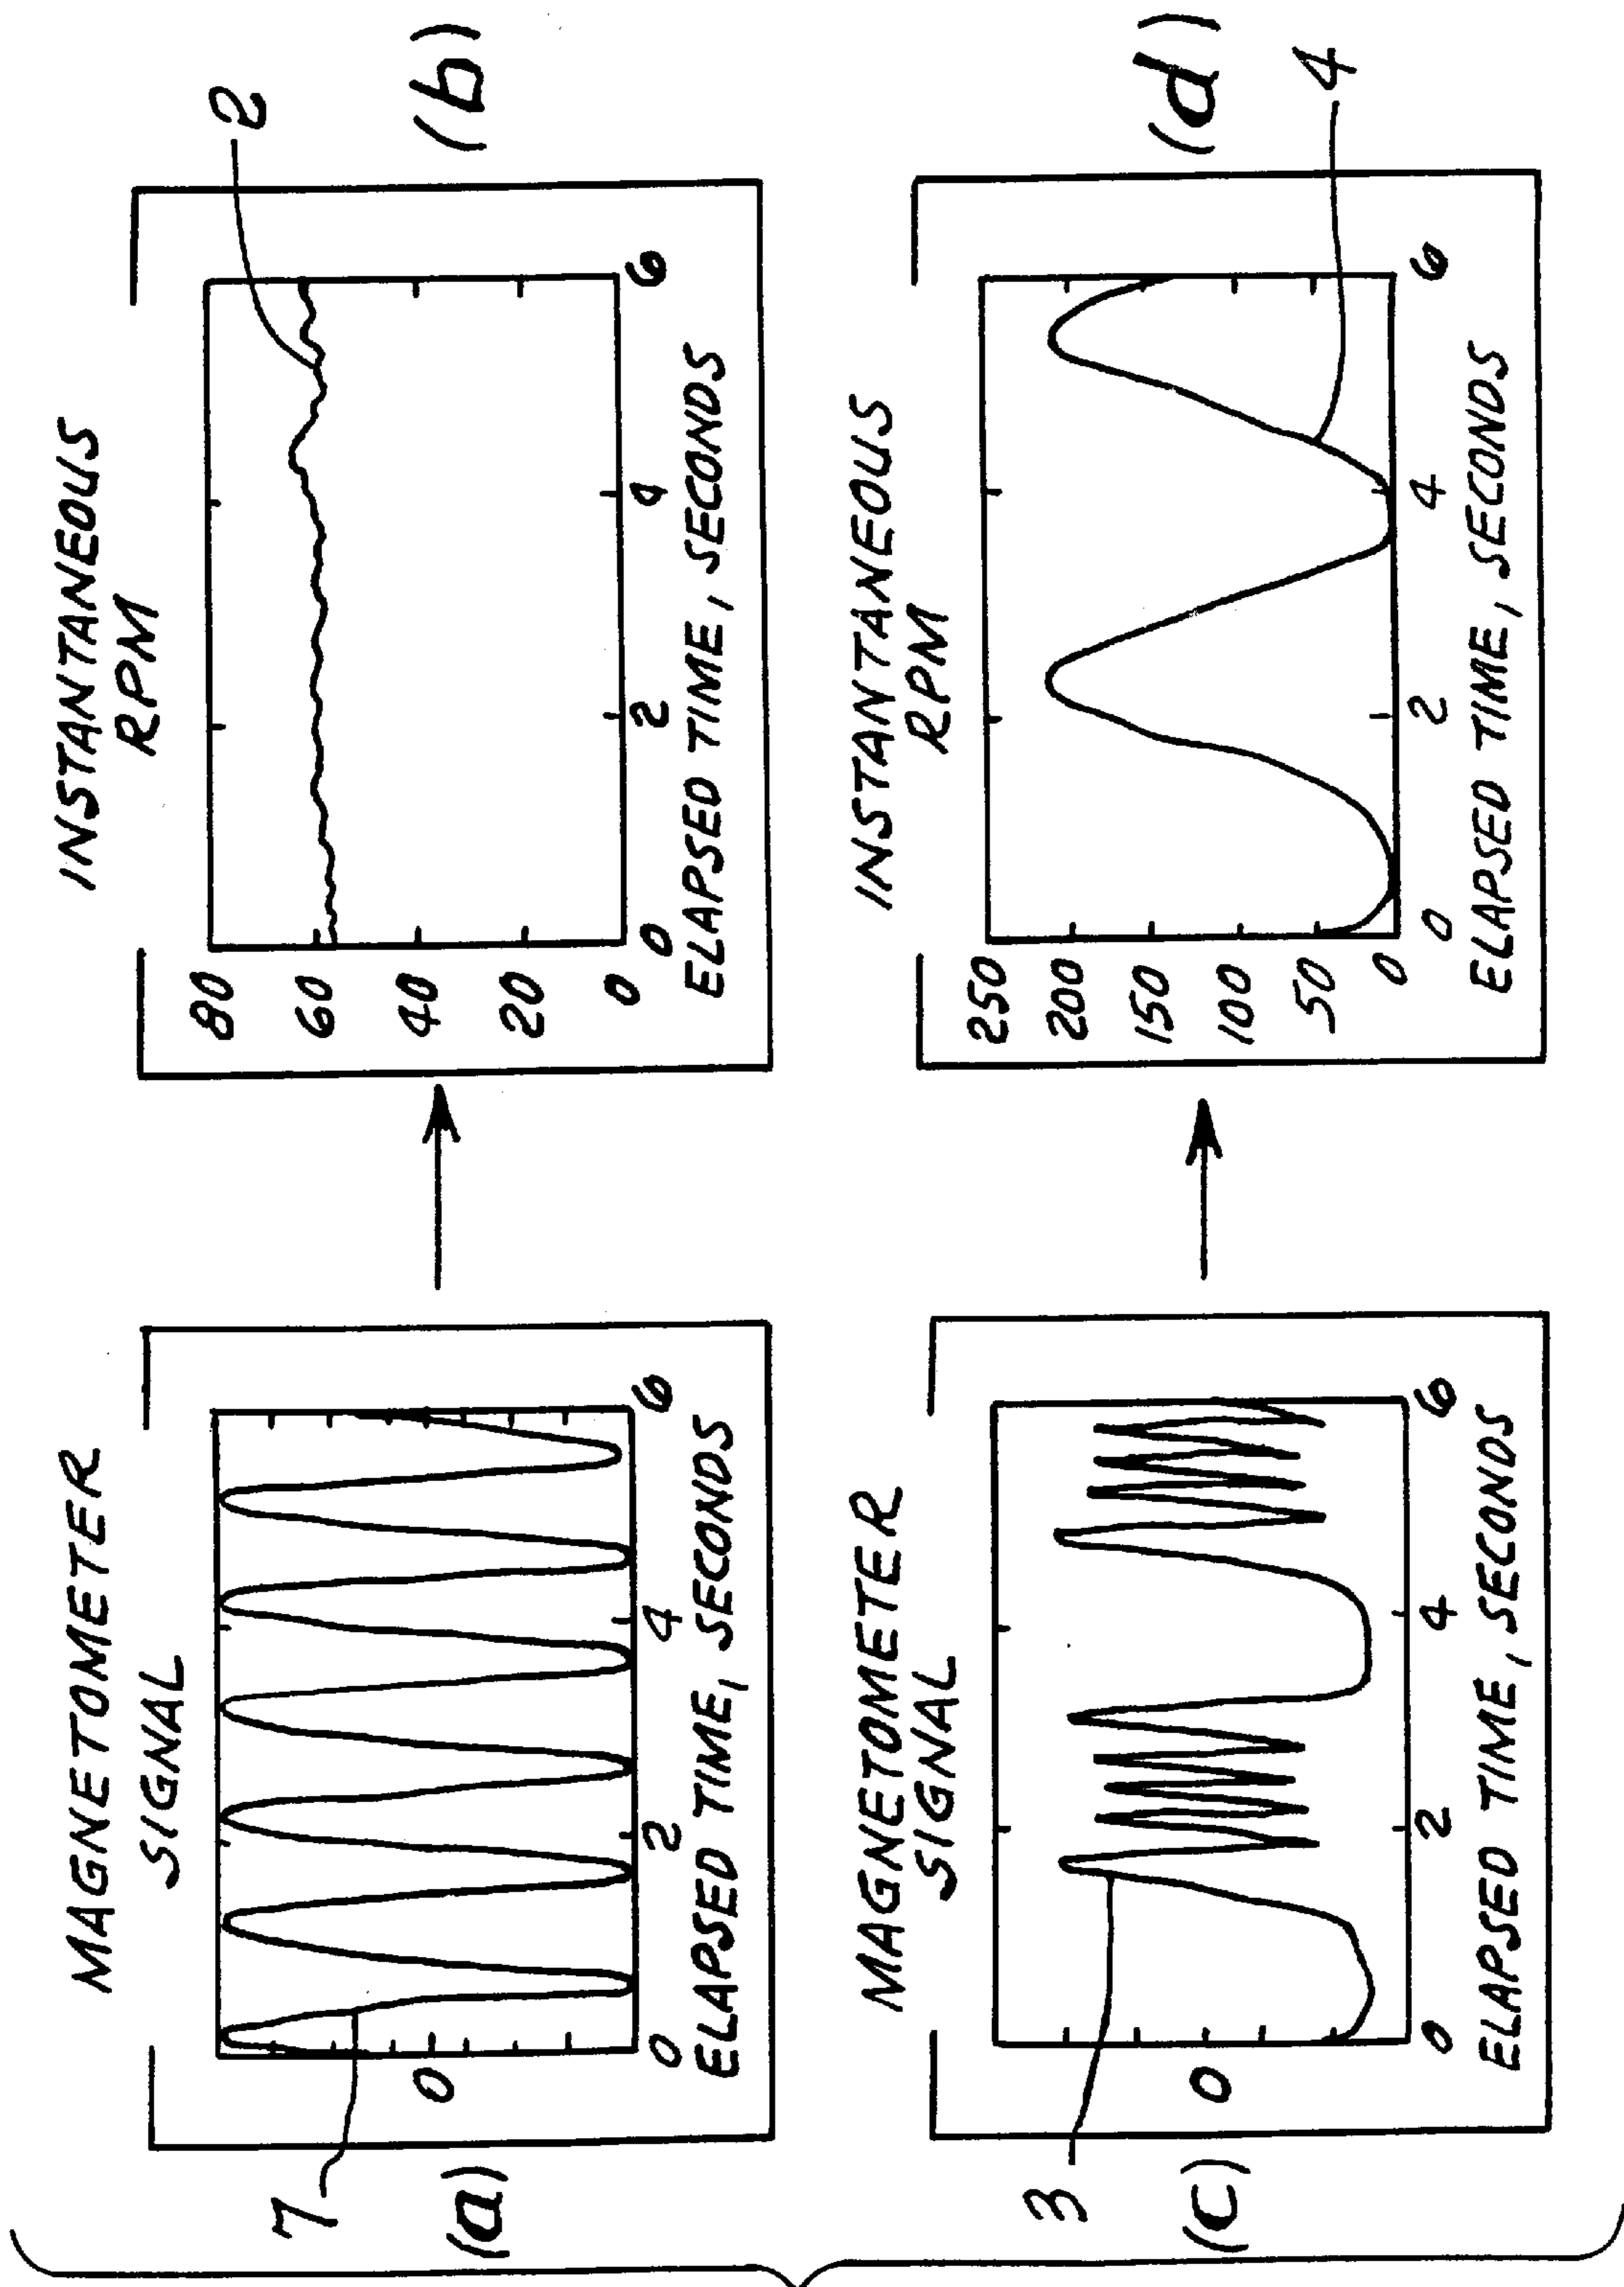 MAGNETOMETER
SIGNAL
7
0
0 2 4 6
ELAPSED TIME, SECONDS
(a)
INSTANTANEOUS
RPM
2
80
60
40
20
0
0 2 4 6
ELAPSED TIME, SECONDS
(b)
MAGNETOMETER
SIGNAL
3
0
0 2 4 6
ELAPSED TIME, SECONDS
(c)
INSTANTANEOUS
RPM
250
200
150
100
50
0
0 2 4 6
ELAPSED TIME, SECONDS
4
(d)